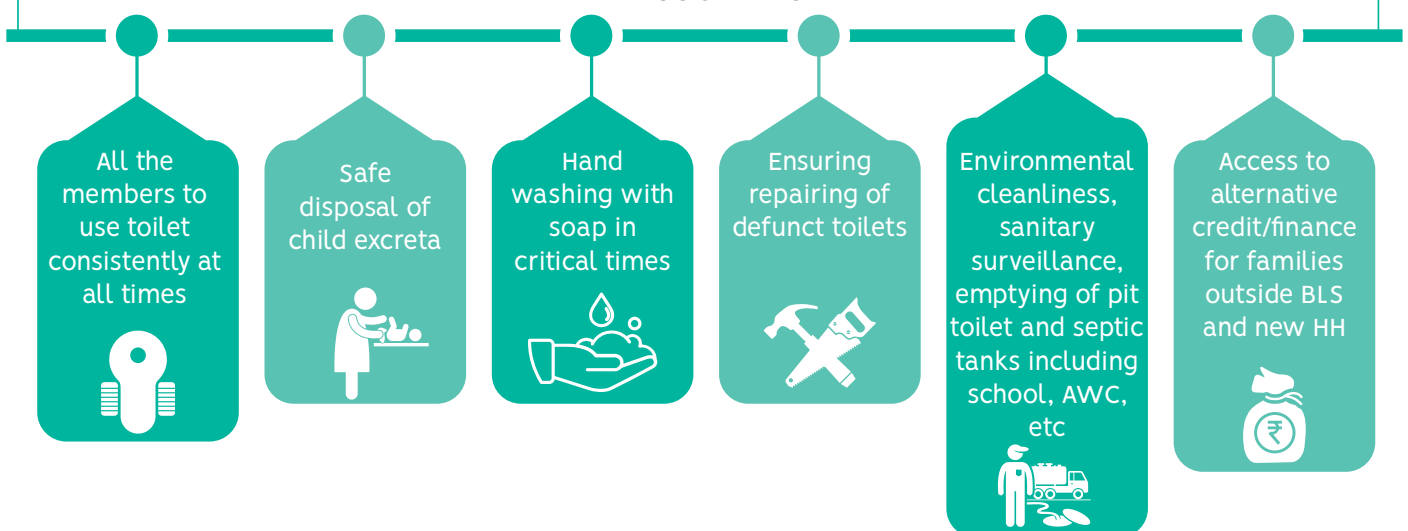 All the
members to
use toilet
consistently at
all times
Safe
disposal of
child excreta
Hand
washing with
soap in
critical times
Ensuring
repairing of
defunct toilets
Environmental
cleanliness,
sanitary
surveillance,
emptying of pit
toilet and septic
tanks including
school, AWC,
etc
Access to
alternative
credit/finance
for families
outside BLS
and new HH
₹